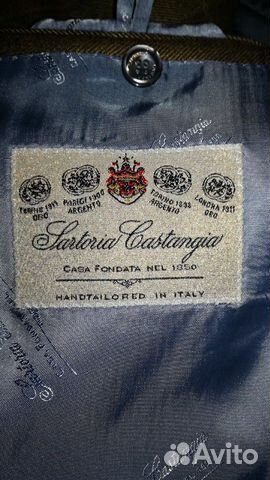 TORINO 1911 ORO
PARIGI 1900 ARGENTO
TORINO 1898 ARGENTO
LONDRA 1911 ORO
Sartoria Castangia
CASA FONDATA NEL 1850
HANDTAILORED IN ITALY
Avito